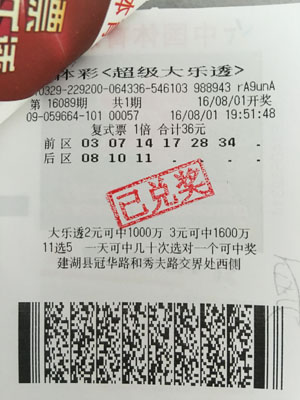 体彩<超级大乐透>
0329-229200-064336-546103 988943 rA9unA
第 16089期 共1期 16/08/01开奖
09-059664-101 00057 19:51:48
复式票 1倍 合计36元
前区 03 07 14 17 28 34
后区 08 10 11
已兑奖
大乐透2元可中1000万 3元可中1600万
11选5 一天可中几十次选对一个可中奖
建湖县冠华路和秀夫路交界处西侧